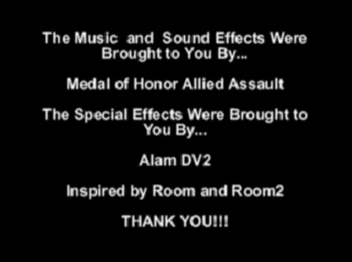 The Music and Sound Effects Were
Brought to You By...
Medal of Honor Allied Assault
The Special Effects Were Brought to
You By...
Alam DV2
Inspired by Room and Room2
THANK YOU!!!